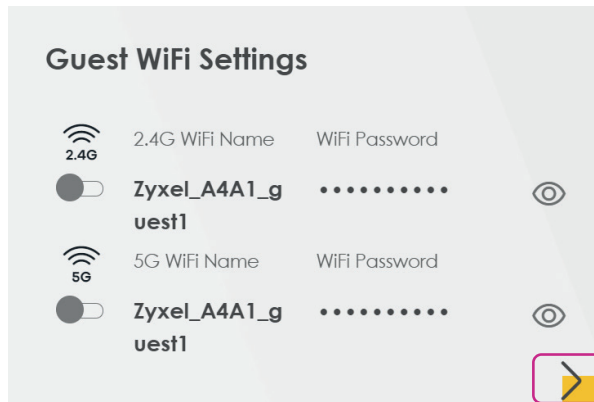 Guest WiFi Settings
2.4G
2.4G WiFi Name WiFi Password
Zyxel_A4A1_g ••••••••••
uest1
5G
5G WiFi Name WiFi Password
Zyxel_A4A1_g ••••••••••
uest1